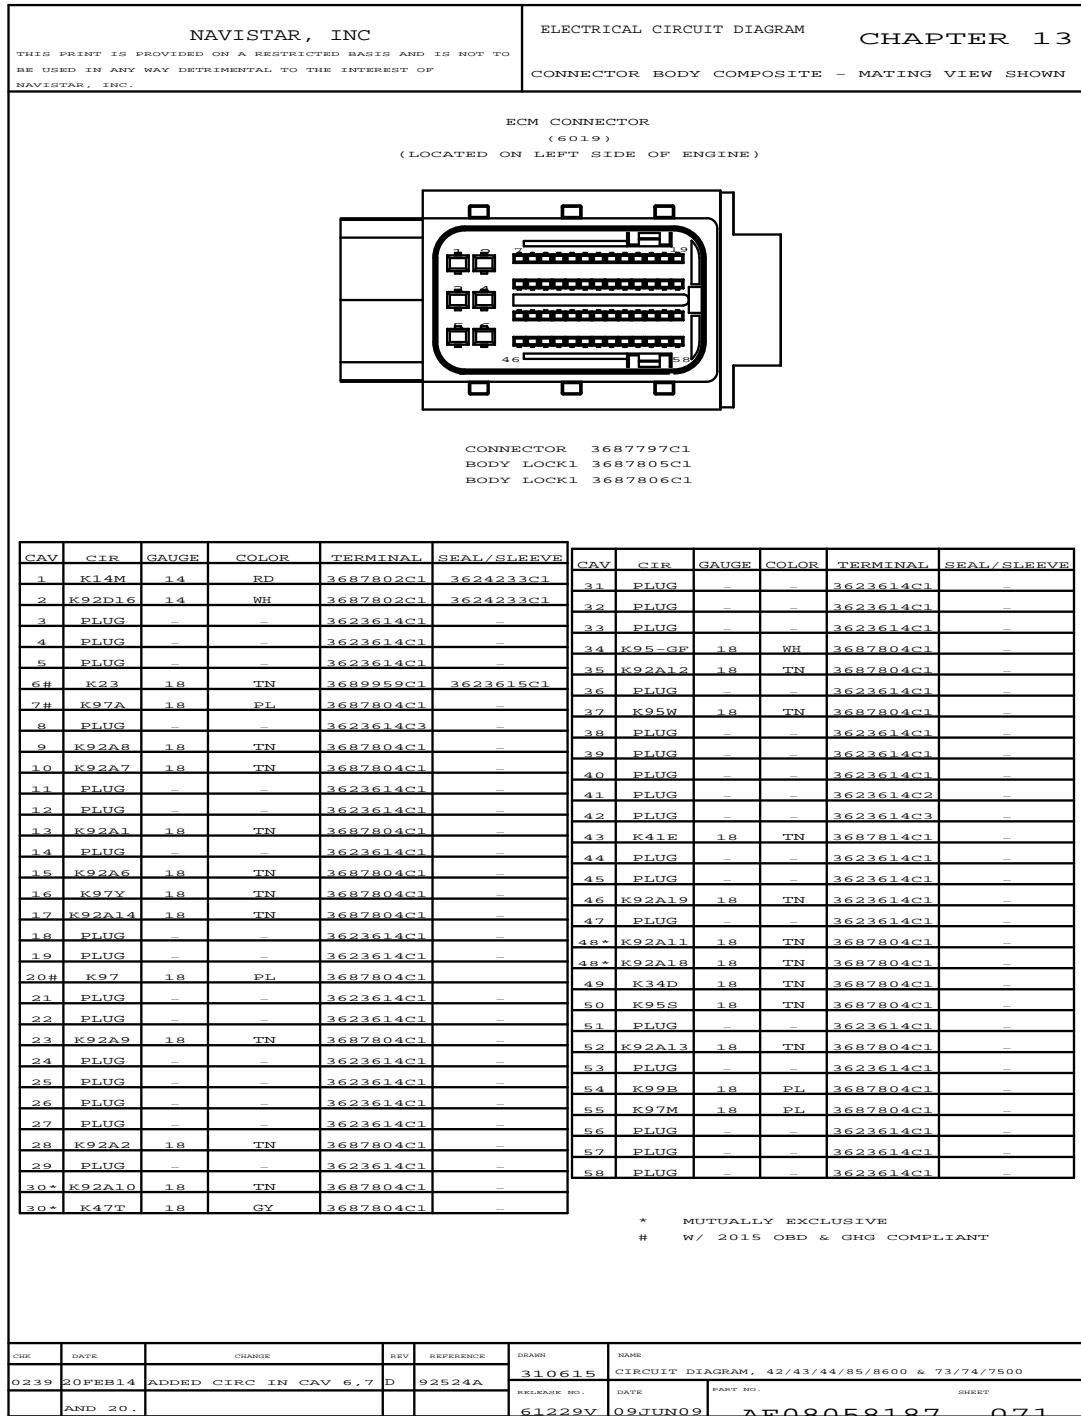 NAVISTAR, INC
THIS PRINT IS PROVIDED ON A RESTRICTED BASIS AND IS NOT TO
BE USED IN ANY WAY DETRIMENTAL TO THE INTEREST OF
NAVISTAR, INC.
ELECTRICAL CIRCUIT DIAGRAM CHAPTER 13
CONNECTOR BODY COMPOSITE – MATING VIEW SHOWN
ECM CONNECTOR
(6019)
(LOCATED ON LEFT SIDE OF ENGINE)
1 2 7 19
3 4
5 6
46 58
CONNECTOR 3687797C1
BODY LOCK1 3687805C1
BODY LOCK1 3687806C1
CAV CIR GAUGE COLOR TERMINAL SEAL/SLEEVE
1 K14M 14 RD 3687802C1 3624233C1
2 K92D16 14 WH 3687802C1 3624233C1
3 PLUG – – 3623614C1 –
4 PLUG – – 3623614C1 –
5 PLUG – – 3623614C1 –
6# K23 18 TN 3689959C1 3623615C1
7# K97A 18 PL 3687804C1 –
8 PLUG – – 3623614C3 –
9 K92A8 18 TN 3687804C1 –
10 K92A7 18 TN 3687804C1 –
11 PLUG – – 3623614C1 –
12 PLUG – – 3623614C1 –
13 K92A1 18 TN 3687804C1 –
14 PLUG – – 3623614C1 –
15 K92A6 18 TN 3687804C1 –
16 K97Y 18 TN 3687804C1 –
17 K92A14 18 TN 3687804C1 –
18 PLUG – – 3623614C1 –
19 PLUG – – 3623614C1 –
20# K97 18 PL 3687804C1 –
21 PLUG – – 3623614C1 –
22 PLUG – – 3623614C1 –
23 K92A9 18 TN 3687804C1 –
24 PLUG – – 3623614C1 –
25 PLUG – – 3623614C1 –
26 PLUG – – 3623614C1 –
27 PLUG – – 3623614C1 –
28 K92A2 18 TN 3687804C1 –
29 PLUG – – 3623614C1 –
30* K92A10 18 TN 3687804C1 –
30* K47T 18 GY 3687804C1 –
CAV CIR GAUGE COLOR TERMINAL SEAL/SLEEVE
31 PLUG – – 3623614C1 –
32 PLUG – – 3623614C1 –
33 PLUG – – 3623614C1 –
34 K95-GF 18 WH 3687804C1 –
35 K92A12 18 TN 3687804C1 –
36 PLUG – – 3623614C1 –
37 K95W 18 TN 3687804C1 –
38 PLUG – – 3623614C1 –
39 PLUG – – 3623614C1 –
40 PLUG – – 3623614C1 –
41 PLUG – – 3623614C2 –
42 PLUG – – 3623614C3 –
43 K41E 18 TN 3687814C1 –
44 PLUG – – 3623614C1 –
45 PLUG – – 3623614C1 –
46 K92A19 18 TN 3623614C1 –
47 PLUG – – 3623614C1 –
48* K92A11 18 TN 3687804C1 –
48* K92A18 18 TN 3687804C1 –
49 K34D 18 TN 3687804C1 –
50 K95S 18 TN 3687804C1 –
51 PLUG – – 3623614C1 –
52 K92A13 18 TN 3687804C1 –
53 PLUG – – 3623614C1 –
54 K99B 18 PL 3687804C1 –
55 K97M 18 PL 3687804C1 –
56 PLUG – – 3623614C1 –
57 PLUG – – 3623614C1 –
58 PLUG – – 3623614C1 –
* MUTUALLY EXCLUSIVE
# W/ 2015 OBD & GHG COMPLIANT
CHK DATE CHANGE REV REFERENCE DRAWN NAME
0239 20FEB14 ADDED CIRC IN CAV 6,7 D 92524A 310615 CIRCUIT DIAGRAM, 42/43/44/85/8600 & 73/74/7500
RELEASE NO. DATE PART NO. SHEET
AND 20. 61229V 09JUN09 AF08058187 071